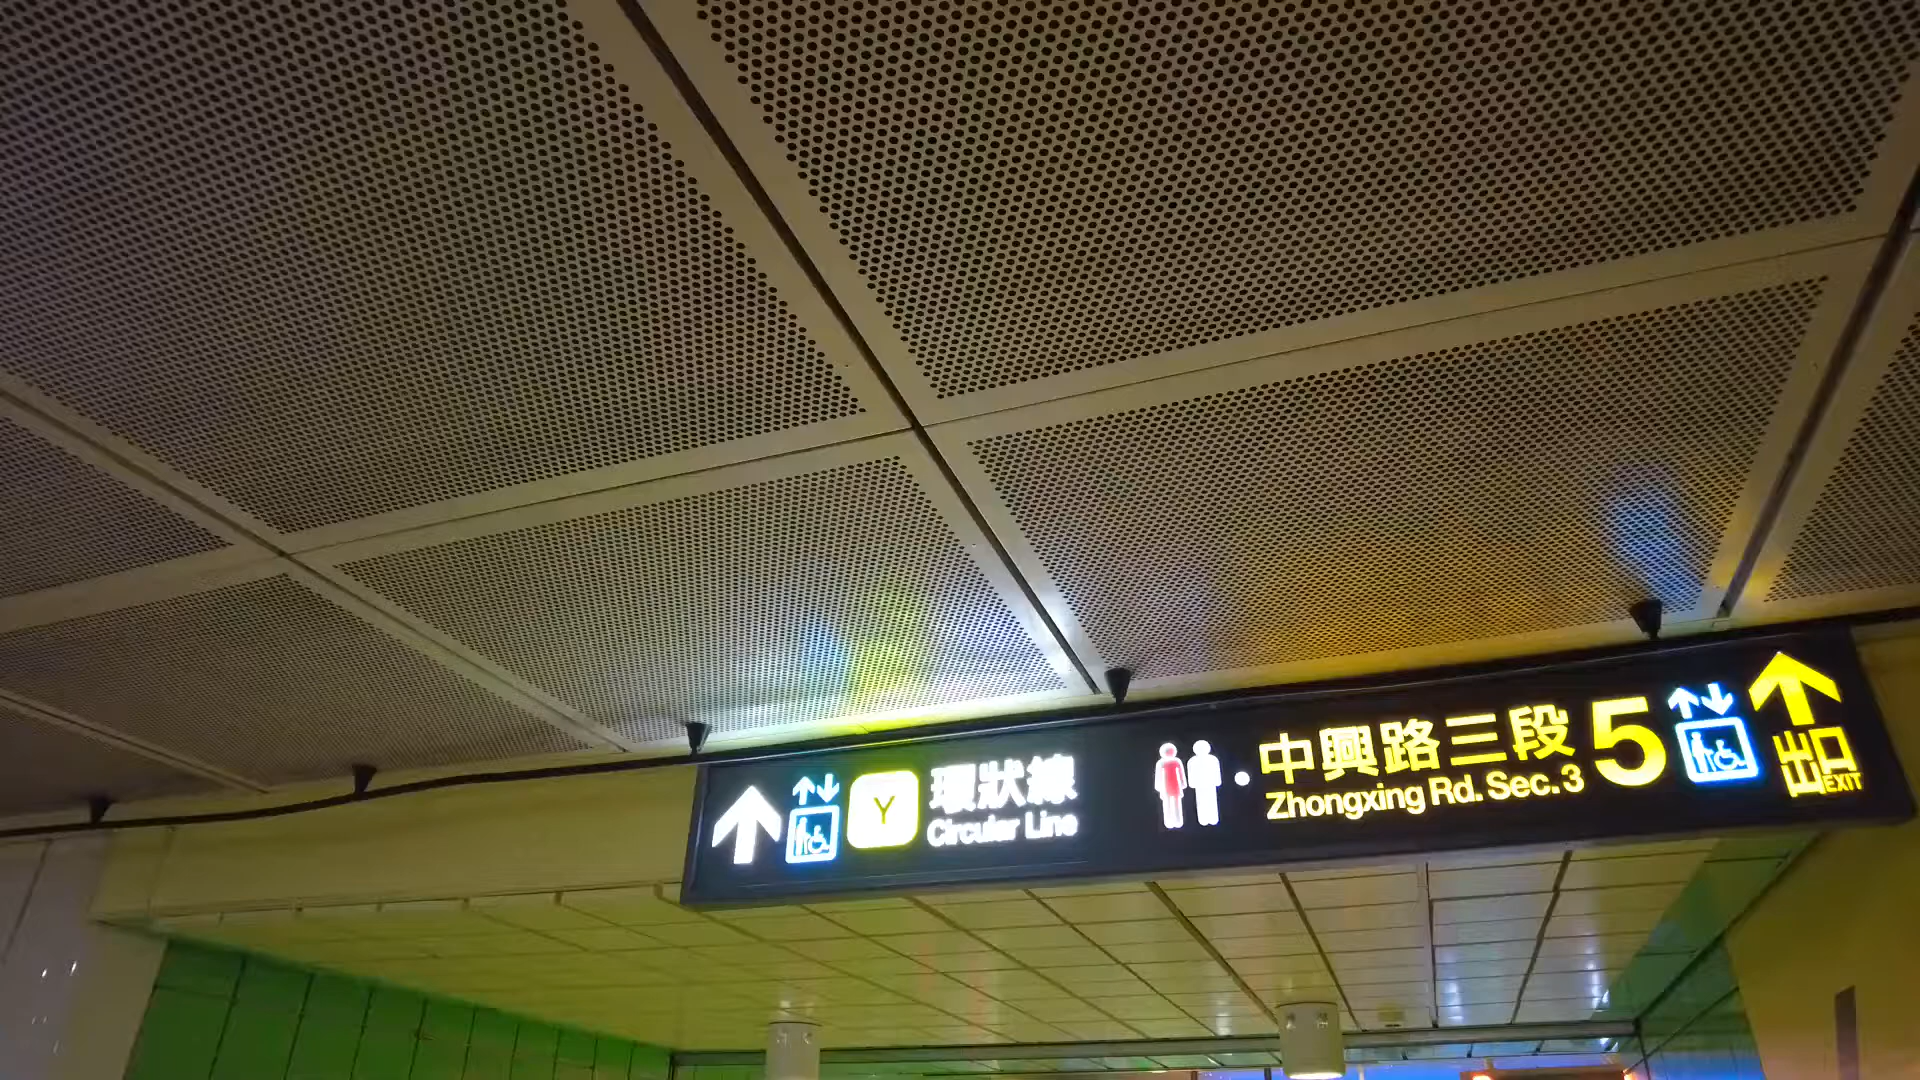 Y
環狀線
Circular Line
中興路三段
Zhongxing Rd. Sec. 3
5
出口
EXIT